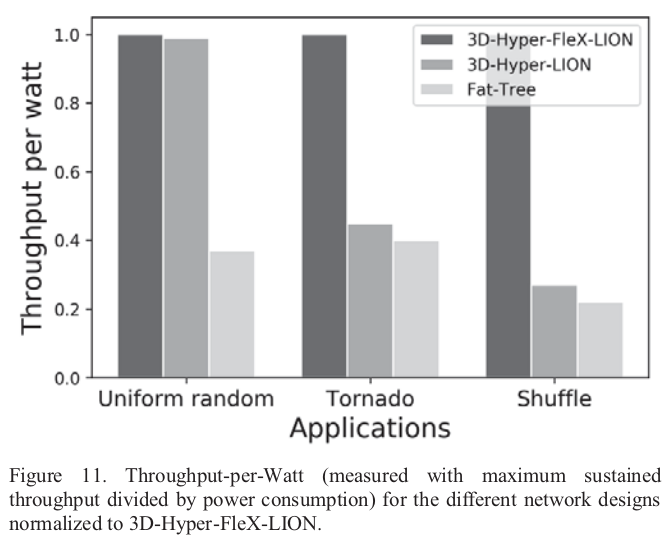 1.0
0.8
0.6
0.4
0.2
0.0
Throughput per watt
3D-Hyper-FleX-LION
3D-Hyper-LION
Fat-Tree
Uniform random
Tornado
Shuffle
Applications
Figure 11. Throughput-per-Watt (measured with maximum sustained
throughput divided by power consumption) for the different network designs
normalized to 3D-Hyper-FleX-LION.